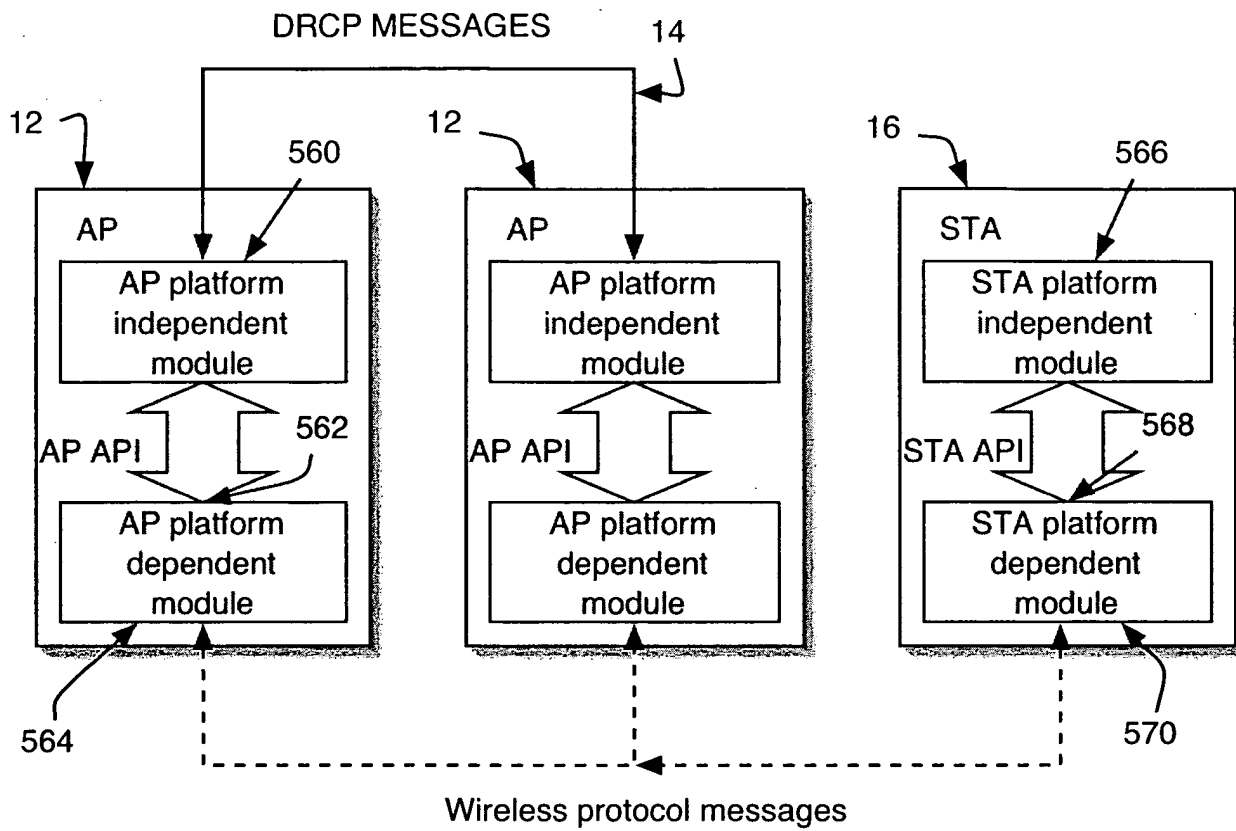 DRCP MESSAGES
14
12
12
16
560
566
AP
AP
STA
AP platform
independent
module
AP platform
independent
module
STA platform
independent
module
562
568
AP API
AP API
STA API
AP platform
dependent
module
AP platform
dependent
module
STA platform
dependent
module
564
570
Wireless protocol messages